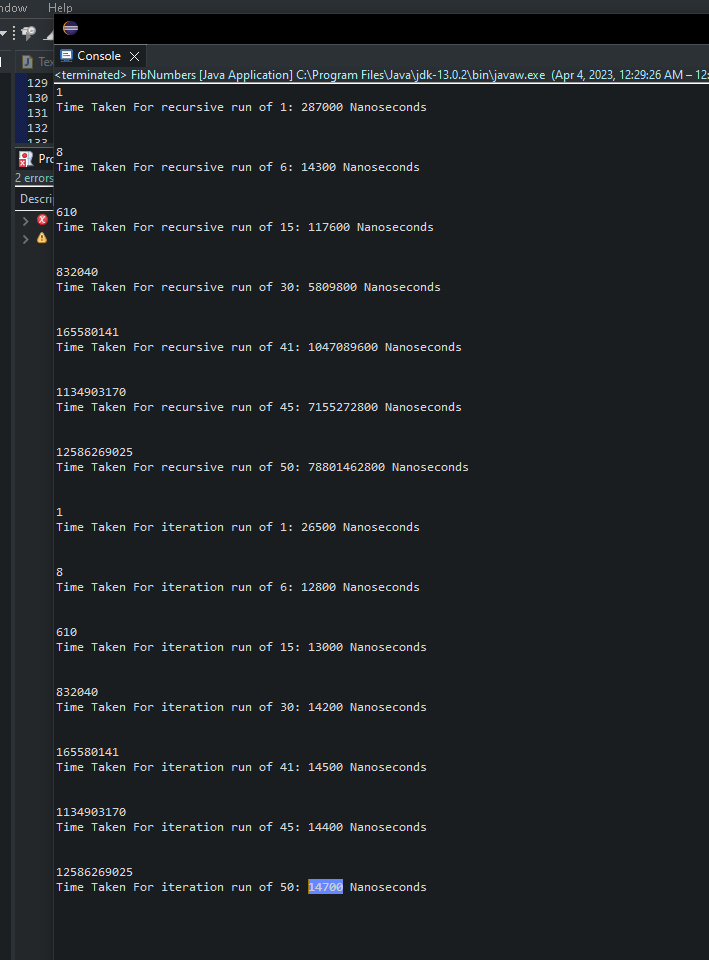 ndow Help
Console
Tex
<terminated> FibNumbers [Java Application] C:\Program Files\Java\jdk-13.0.2\bin\javaw.exe (Apr 4, 2023, 12:29:26 AM – 12:
129
130
131
132
133
Pro
2 errors
Descri
1
Time Taken For recursive run of 1: 287000 Nanoseconds
8
Time Taken For recursive run of 6: 14300 Nanoseconds
610
Time Taken For recursive run of 15: 117600 Nanoseconds
832040
Time Taken For recursive run of 30: 5809800 Nanoseconds
165580141
Time Taken For recursive run of 41: 1047089600 Nanoseconds
1134903170
Time Taken For recursive run of 45: 7155272800 Nanoseconds
12586269025
Time Taken For recursive run of 50: 78801462800 Nanoseconds
1
Time Taken For iteration run of 1: 26500 Nanoseconds
8
Time Taken For iteration run of 6: 12800 Nanoseconds
610
Time Taken For iteration run of 15: 13000 Nanoseconds
832040
Time Taken For iteration run of 30: 14200 Nanoseconds
165580141
Time Taken For iteration run of 41: 14500 Nanoseconds
1134903170
Time Taken For iteration run of 45: 14400 Nanoseconds
12586269025
Time Taken For iteration run of 50: 14700 Nanoseconds